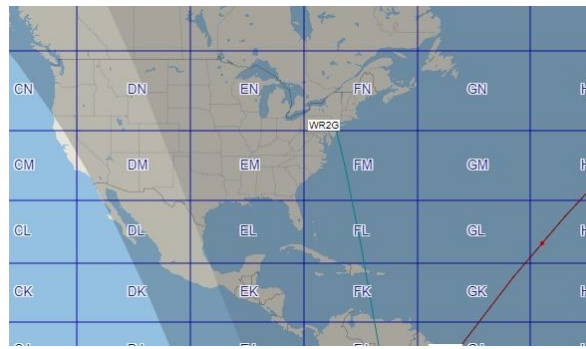 CN DN EN FN GN
WR2G
CM DM EM FM GM H
CL DL EL FL GL H
CK DK EK FK GK H